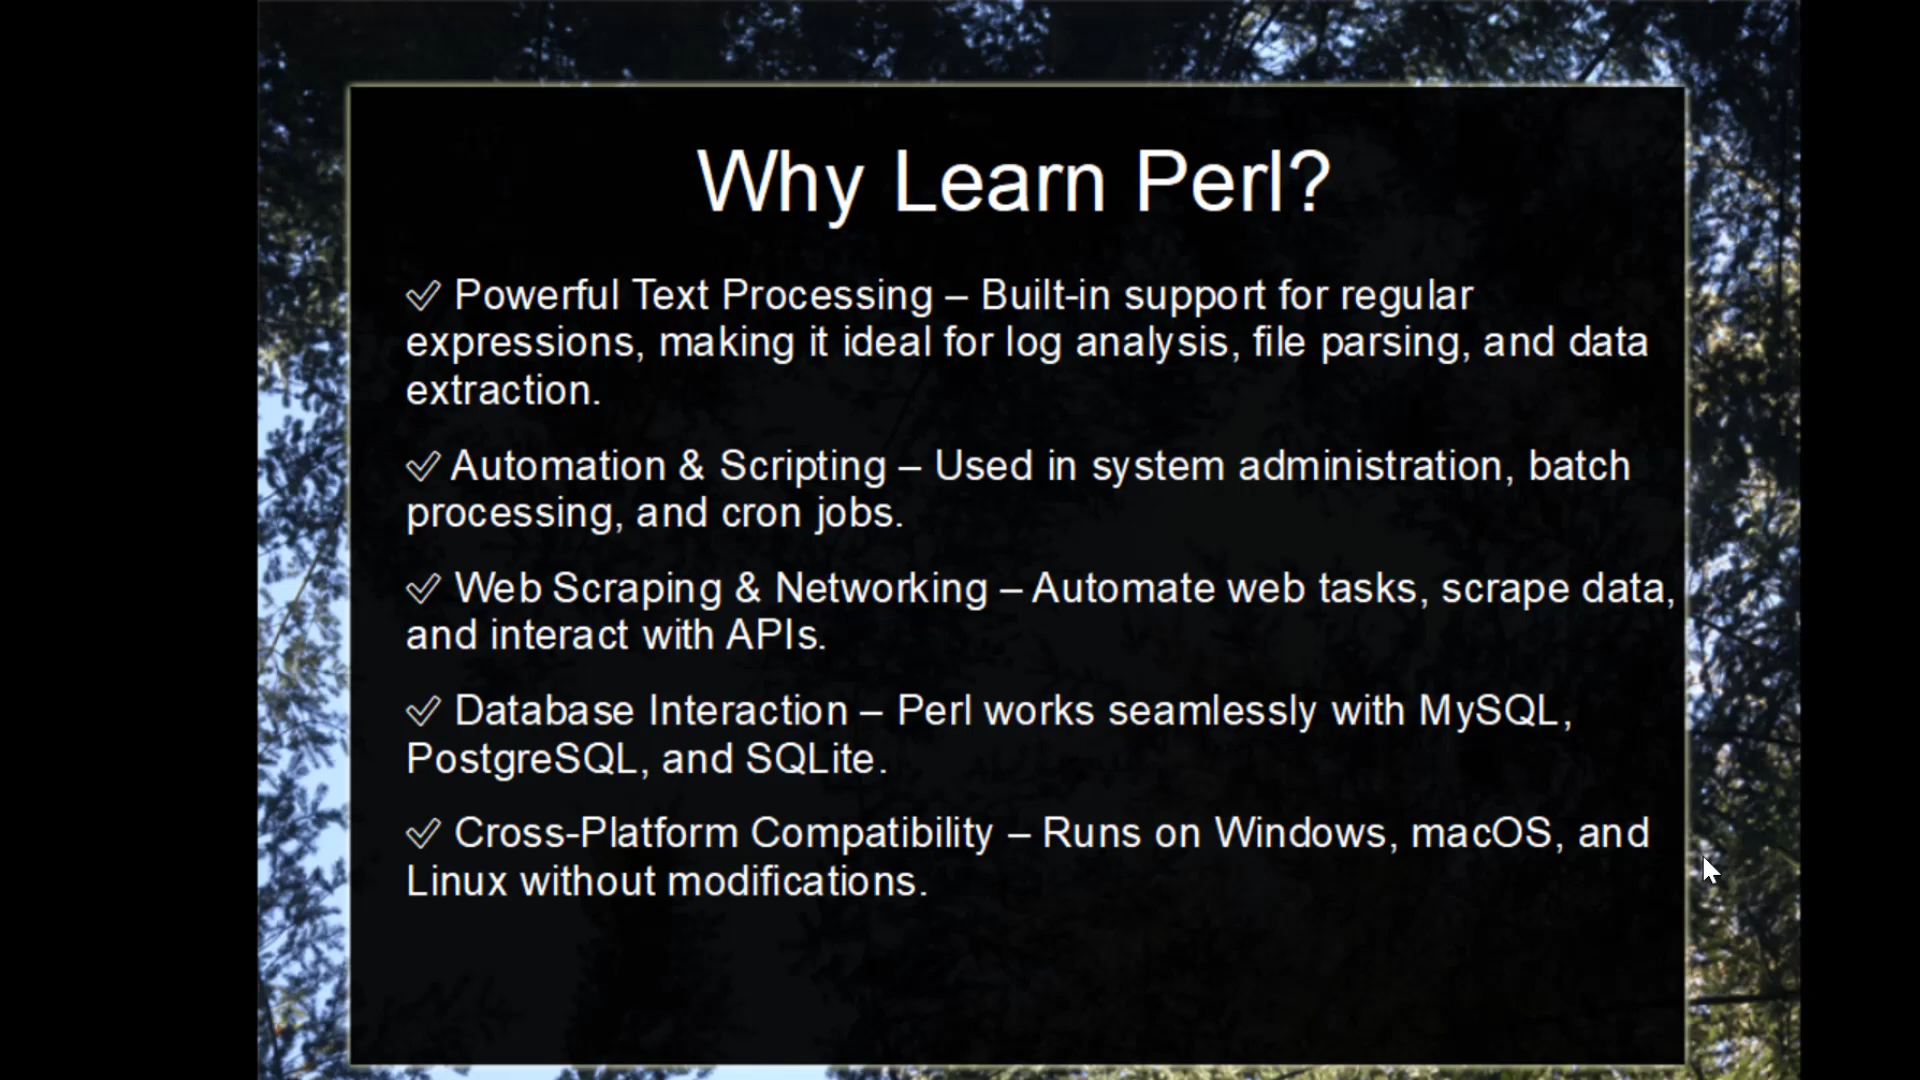 Why Learn Perl?
✓ Powerful Text Processing – Built-in support for regular
expressions, making it ideal for log analysis, file parsing, and data
extraction.
✓ Automation & Scripting – Used in system administration, batch
processing, and cron jobs.
✓ Web Scraping & Networking – Automate web tasks, scrape data,
and interact with APIs.
✓ Database Interaction – Perl works seamlessly with MySQL,
PostgreSQL, and SQLite.
✓ Cross-Platform Compatibility – Runs on Windows, macOS, and
Linux without modifications.